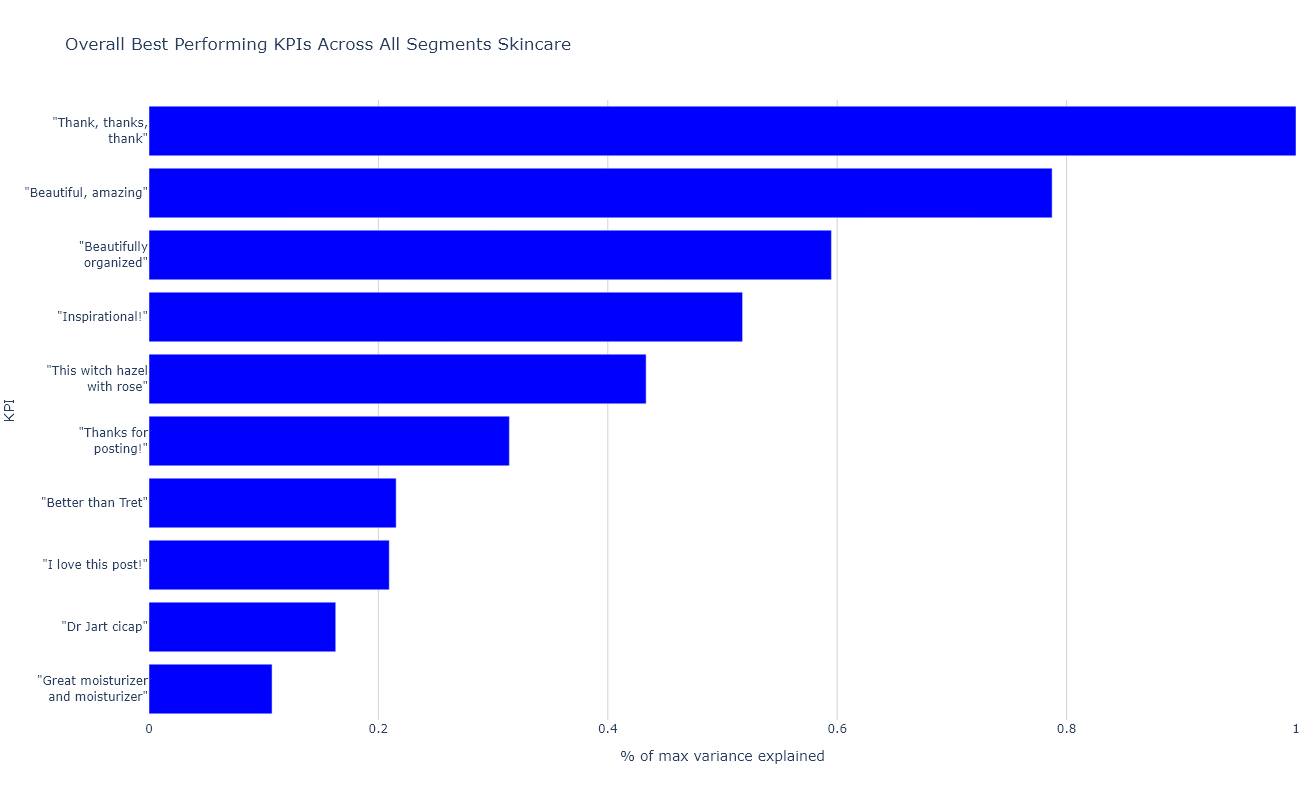 Overall Best Performing KPIs Across All Segments Skincare
"Thank, thanks,
thank"
"Beautiful, amazing"
"Beautifully
organized"
"Inspirational!"
"This witch hazel
with rose"
"Thanks for
posting!"
"Better than Tret"
"I love this post!"
"Dr Jart cicap"
"Great moisturizer
and moisturizer"
KPI
0 0.2 0.4 0.6 0.8 1
% of max variance explained